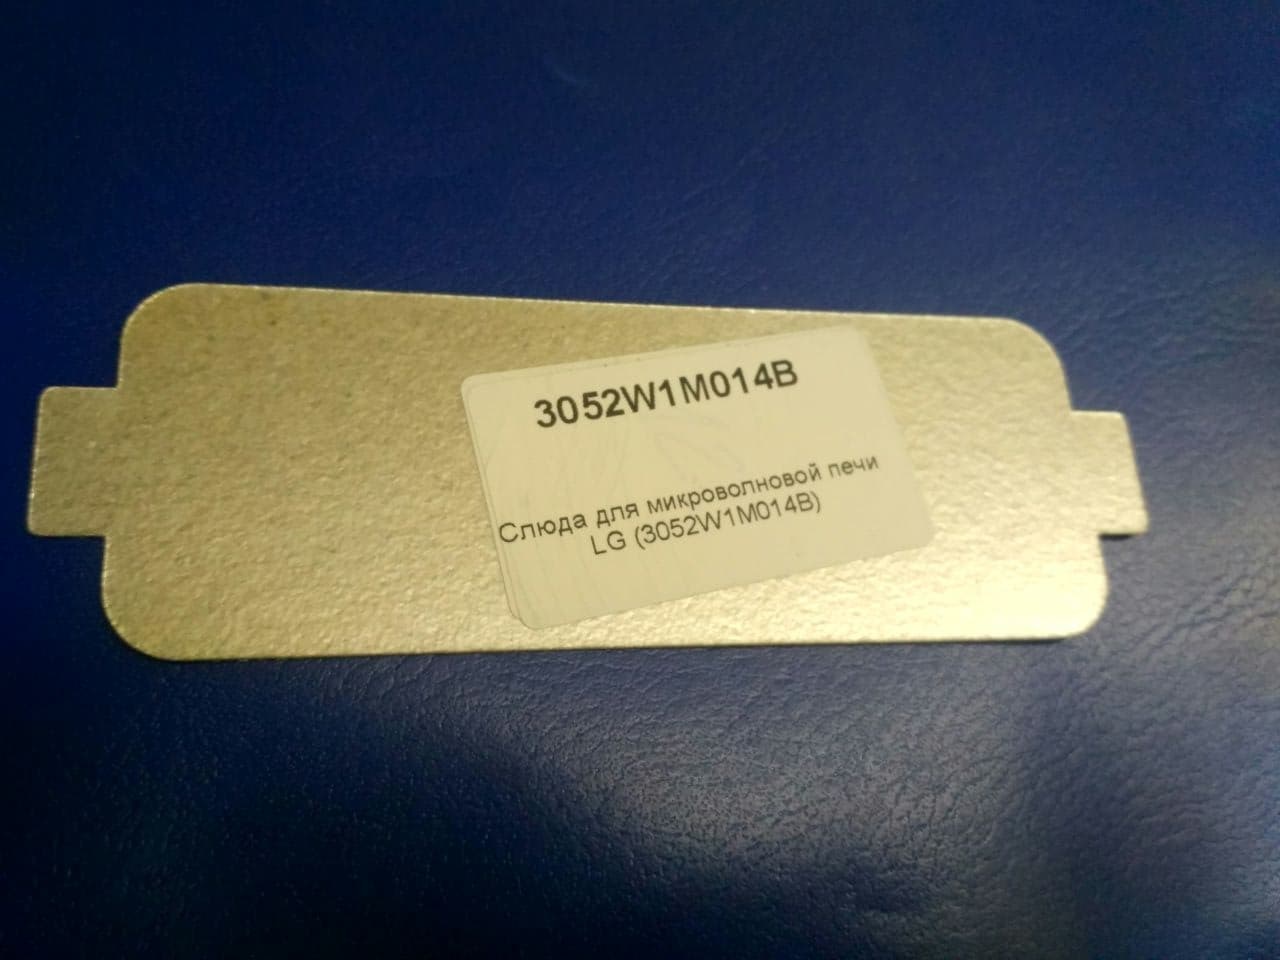 3052W1M014B
Слюда для микроволновой печи
LG (3052W1M014B)